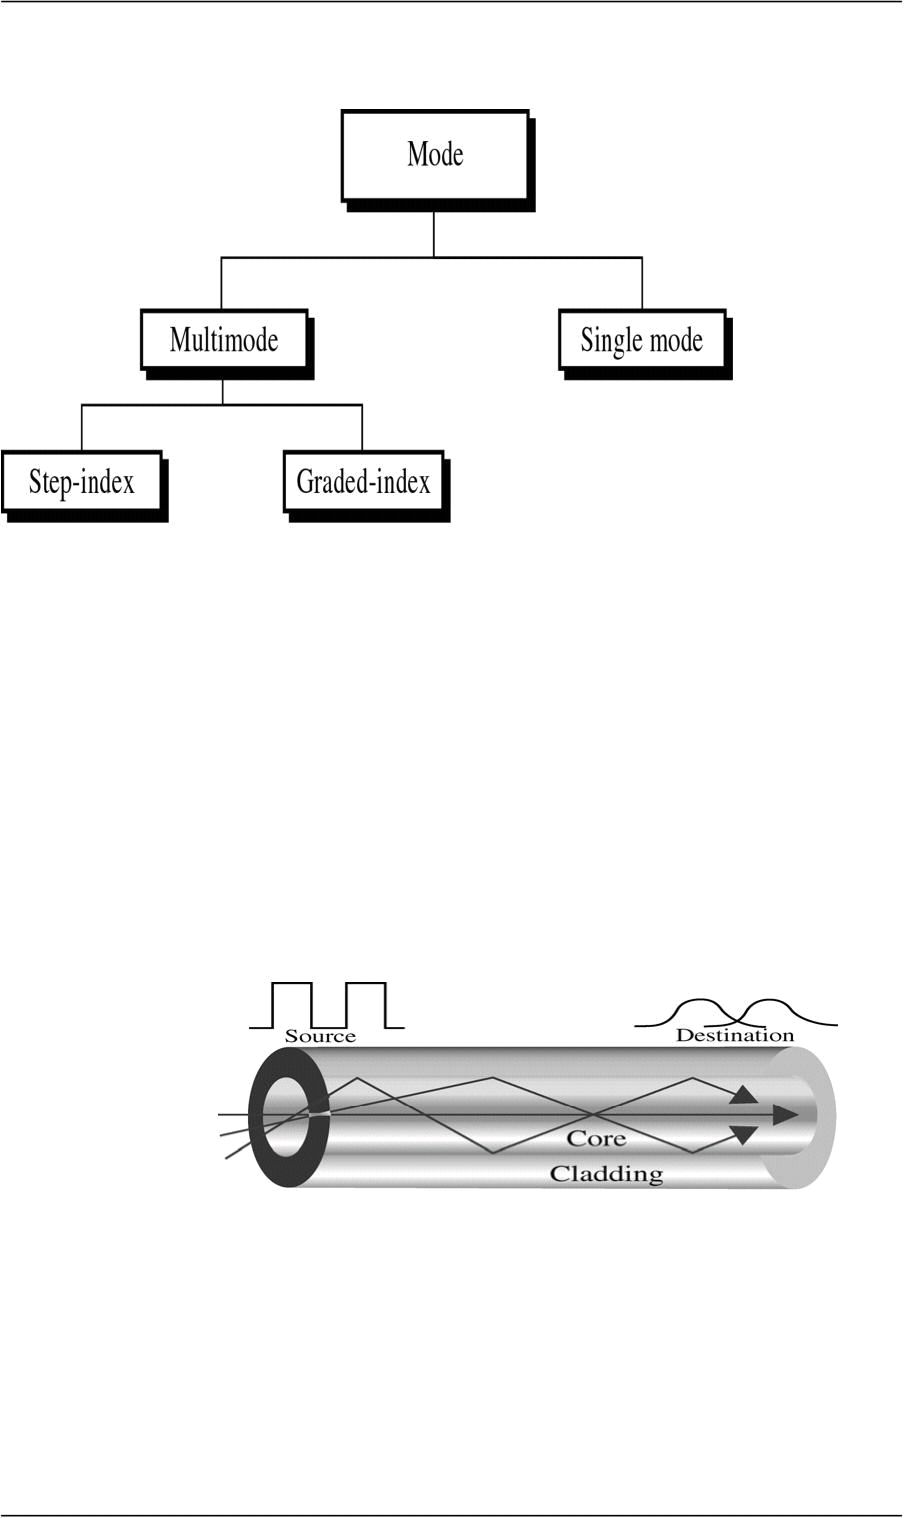 Mode
Multimode
Single mode
Step-index
Graded-index
Source
Destination
Core
Cladding